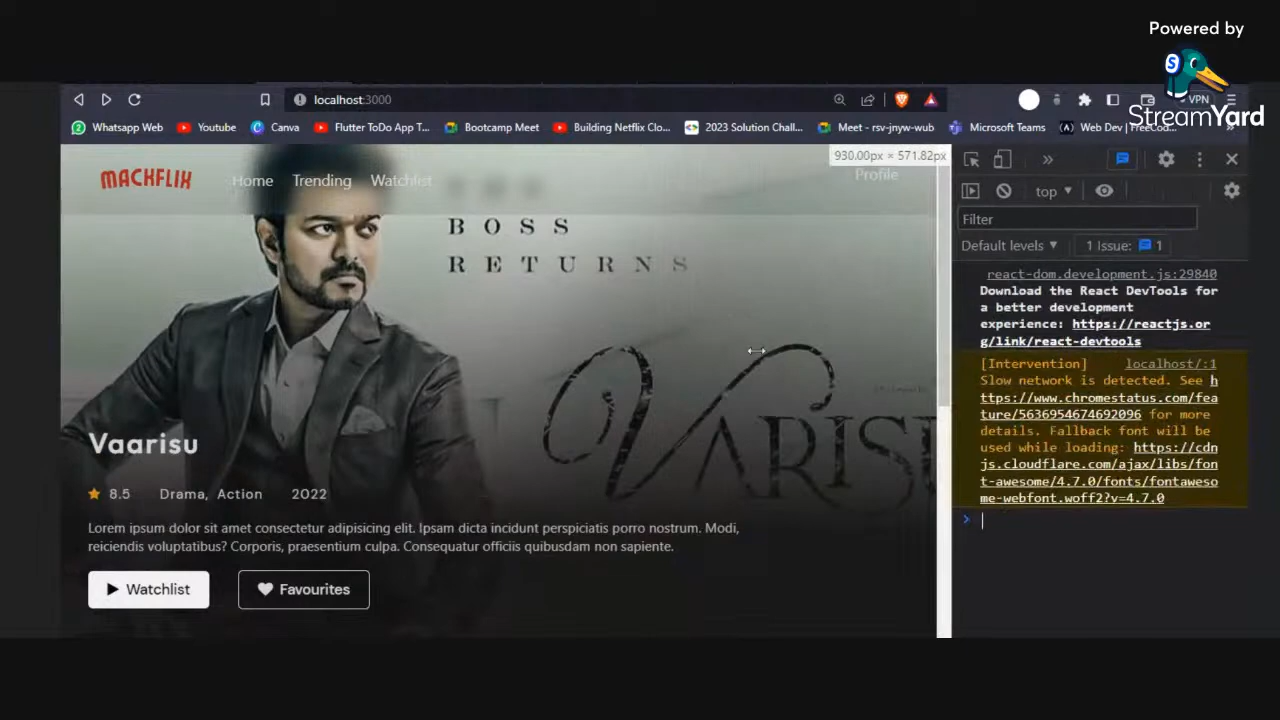 Powered by
StreamYard
localhost:3000
VPN
Whatsapp Web
Youtube
Canva
Flutter ToDo App T...
Bootcamp Meet
Building Netflix Clo...
2023 Solution Chall...
Meet - rsv-jnyw-wub
Microsoft Teams
Web Dev | FreeCod...
930.00px × 571.82px
MACKFLIX
Home
Trending
Watchlist
Profile
BOSS
RETURNS
VARIS
Vaarisu
8.5 Drama, Action 2022
Lorem ipsum dolor sit amet consectetur adipisicing elit. Ipsam dicta incidunt perspiciatis porro nostrum. Modi,
reiciendis voluptatibus? Corporis, praesentium culpa. Consequatur officiis quibusdam non sapiente.
Watchlist
Favourites
top
Filter
Default levels
1 Issue: 1
react-dom.development.js:29840
Download the React DevTools for
a better development
experience: https://reactjs.or
g/link/react-devtools
[Intervention] localhost/:1
Slow network is detected. See h
ttps://www.chromestatus.com/fea
ture/5636954674692096 for more
details. Fallback font will be
used while loading: https://cdn
js.cloudflare.com/ajax/libs/fon
t-awesome/4.7.0/fonts/fontaweso
me-webfont.woff2?v=4.7.0